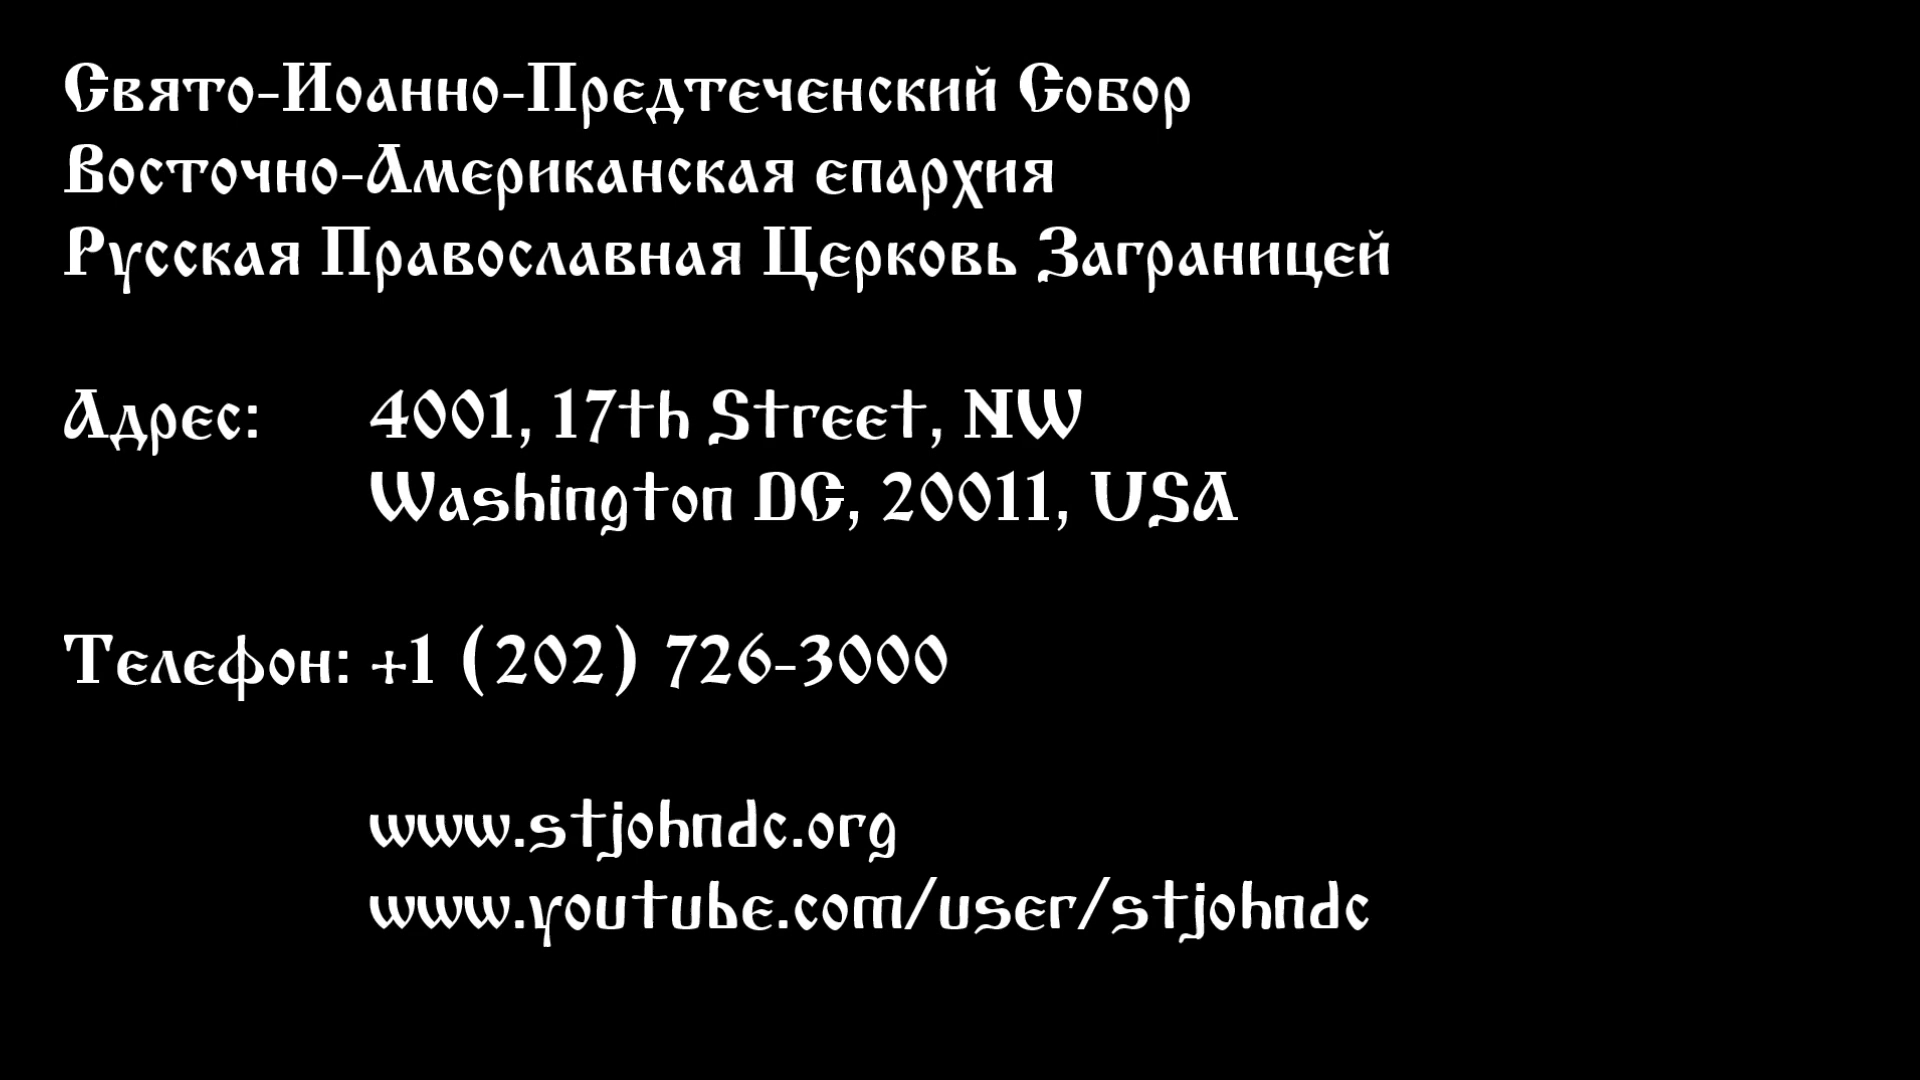 Свято-Иоанно-Предтеченский Собор
Восточно-Американская епархия
Русская Православная Церковь Заграницей
Адрес: 4001, 17th Street, NW
Washington DC, 20011, USA
Телефон: +1 (202) 726-3000
www.stjohndc.org
www.youtube.com/user/stjohndc